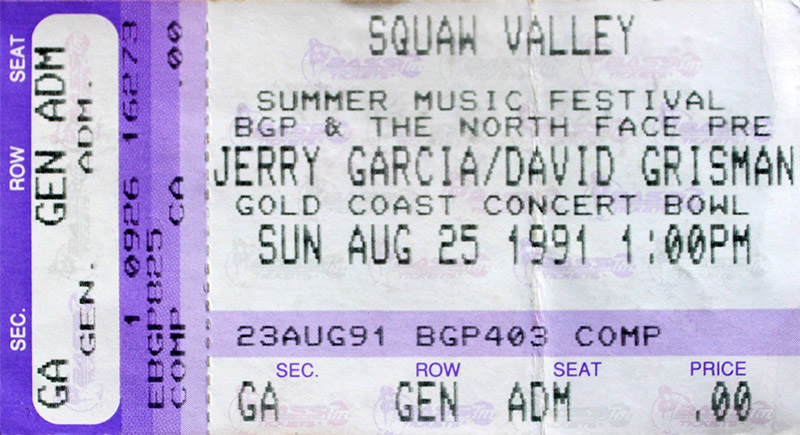 SEAT
ROW
SEC.
GEN ADM
GA
ADM.
GEN.
1 0926 16273
EBGP825 CA .00
COMP
SQUAW VALLEY
SUMMER MUSIC FESTIVAL
BGP & THE NORTH FACE PRE
JERRY GARCIA/DAVID GRISMAN
GOLD COAST CONCERT BOWL
SUN AUG 25 1991 1:00PM
23AUG91 BGP403 COMP
SEC. ROW SEAT PRICE
GA GEN ADM .00